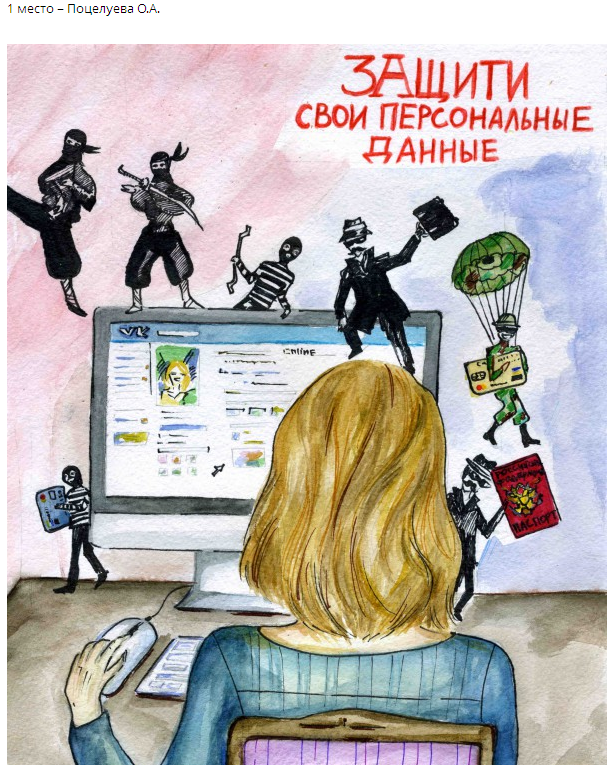 1 место – Поцелуева О.А.
ЗАЩИТИ
СВОИ ПЕРСОНАЛЬНЫЕ
ДАННЫЕ
VK
ONLINE
ПАСПОРТ